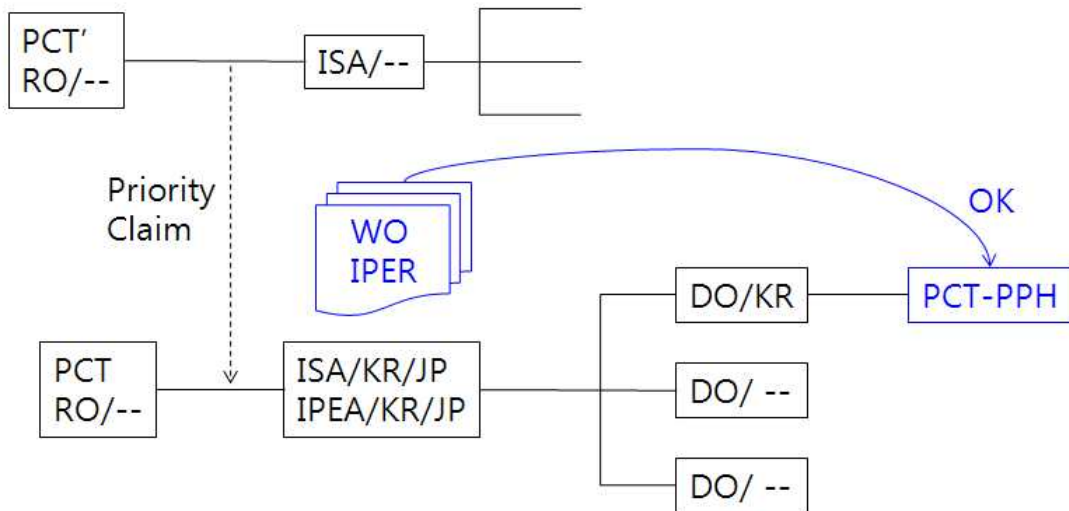 PCT′
RO/--
ISA/--
Priority
Claim
WO
IPER
OK
DO/KR
PCT-PPH
PCT
RO/--
ISA/KR/JP
IPEA/KR/JP
DO/ --
DO/ --